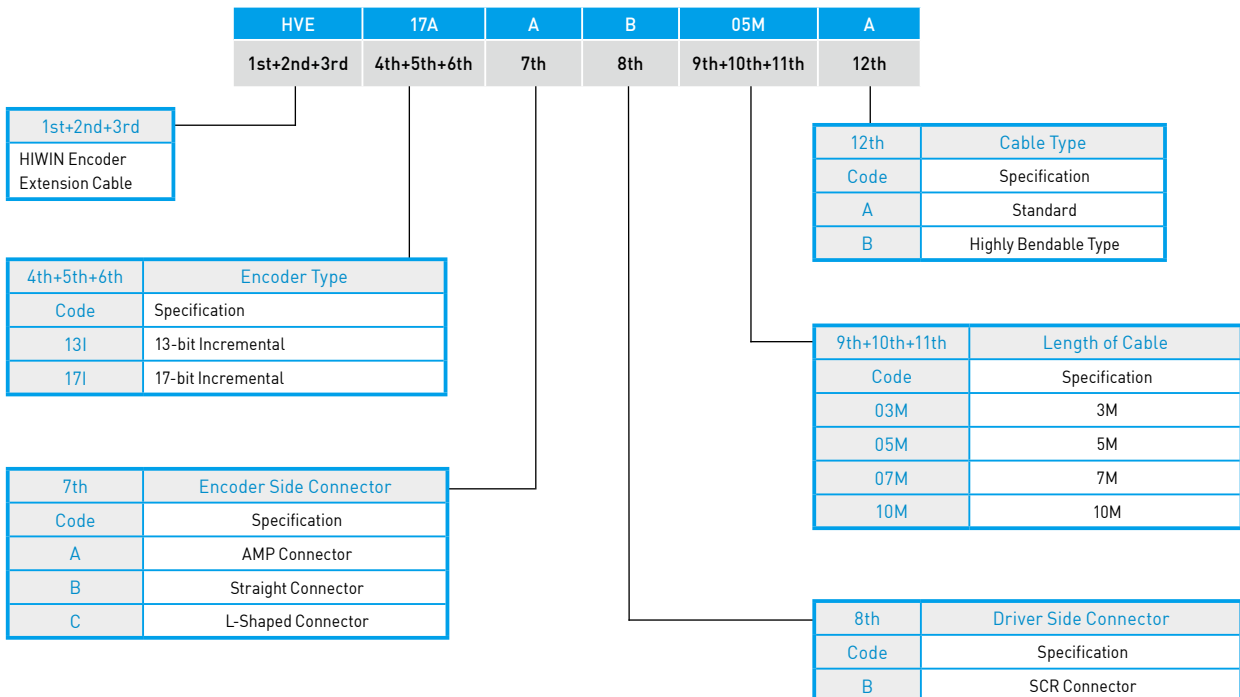 HVE 17A A B 05M A
1st+2nd+3rd 4th+5th+6th 7th 8th 9th+10th+11th 12th
1st+2nd+3rd
HIWIN Encoder
Extension Cable
12th Cable Type
Code Specification
A Standard
B Highly Bendable Type
4th+5th+6th Encoder Type
Code Specification
13I 13-bit Incremental
17I 17-bit Incremental
9th+10th+11th Length of Cable
Code Specification
03M 3M
05M 5M
07M 7M
10M 10M
7th Encoder Side Connector
Code Specification
A AMP Connector
B Straight Connector
C L-Shaped Connector
8th Driver Side Connector
Code Specification
B SCR Connector